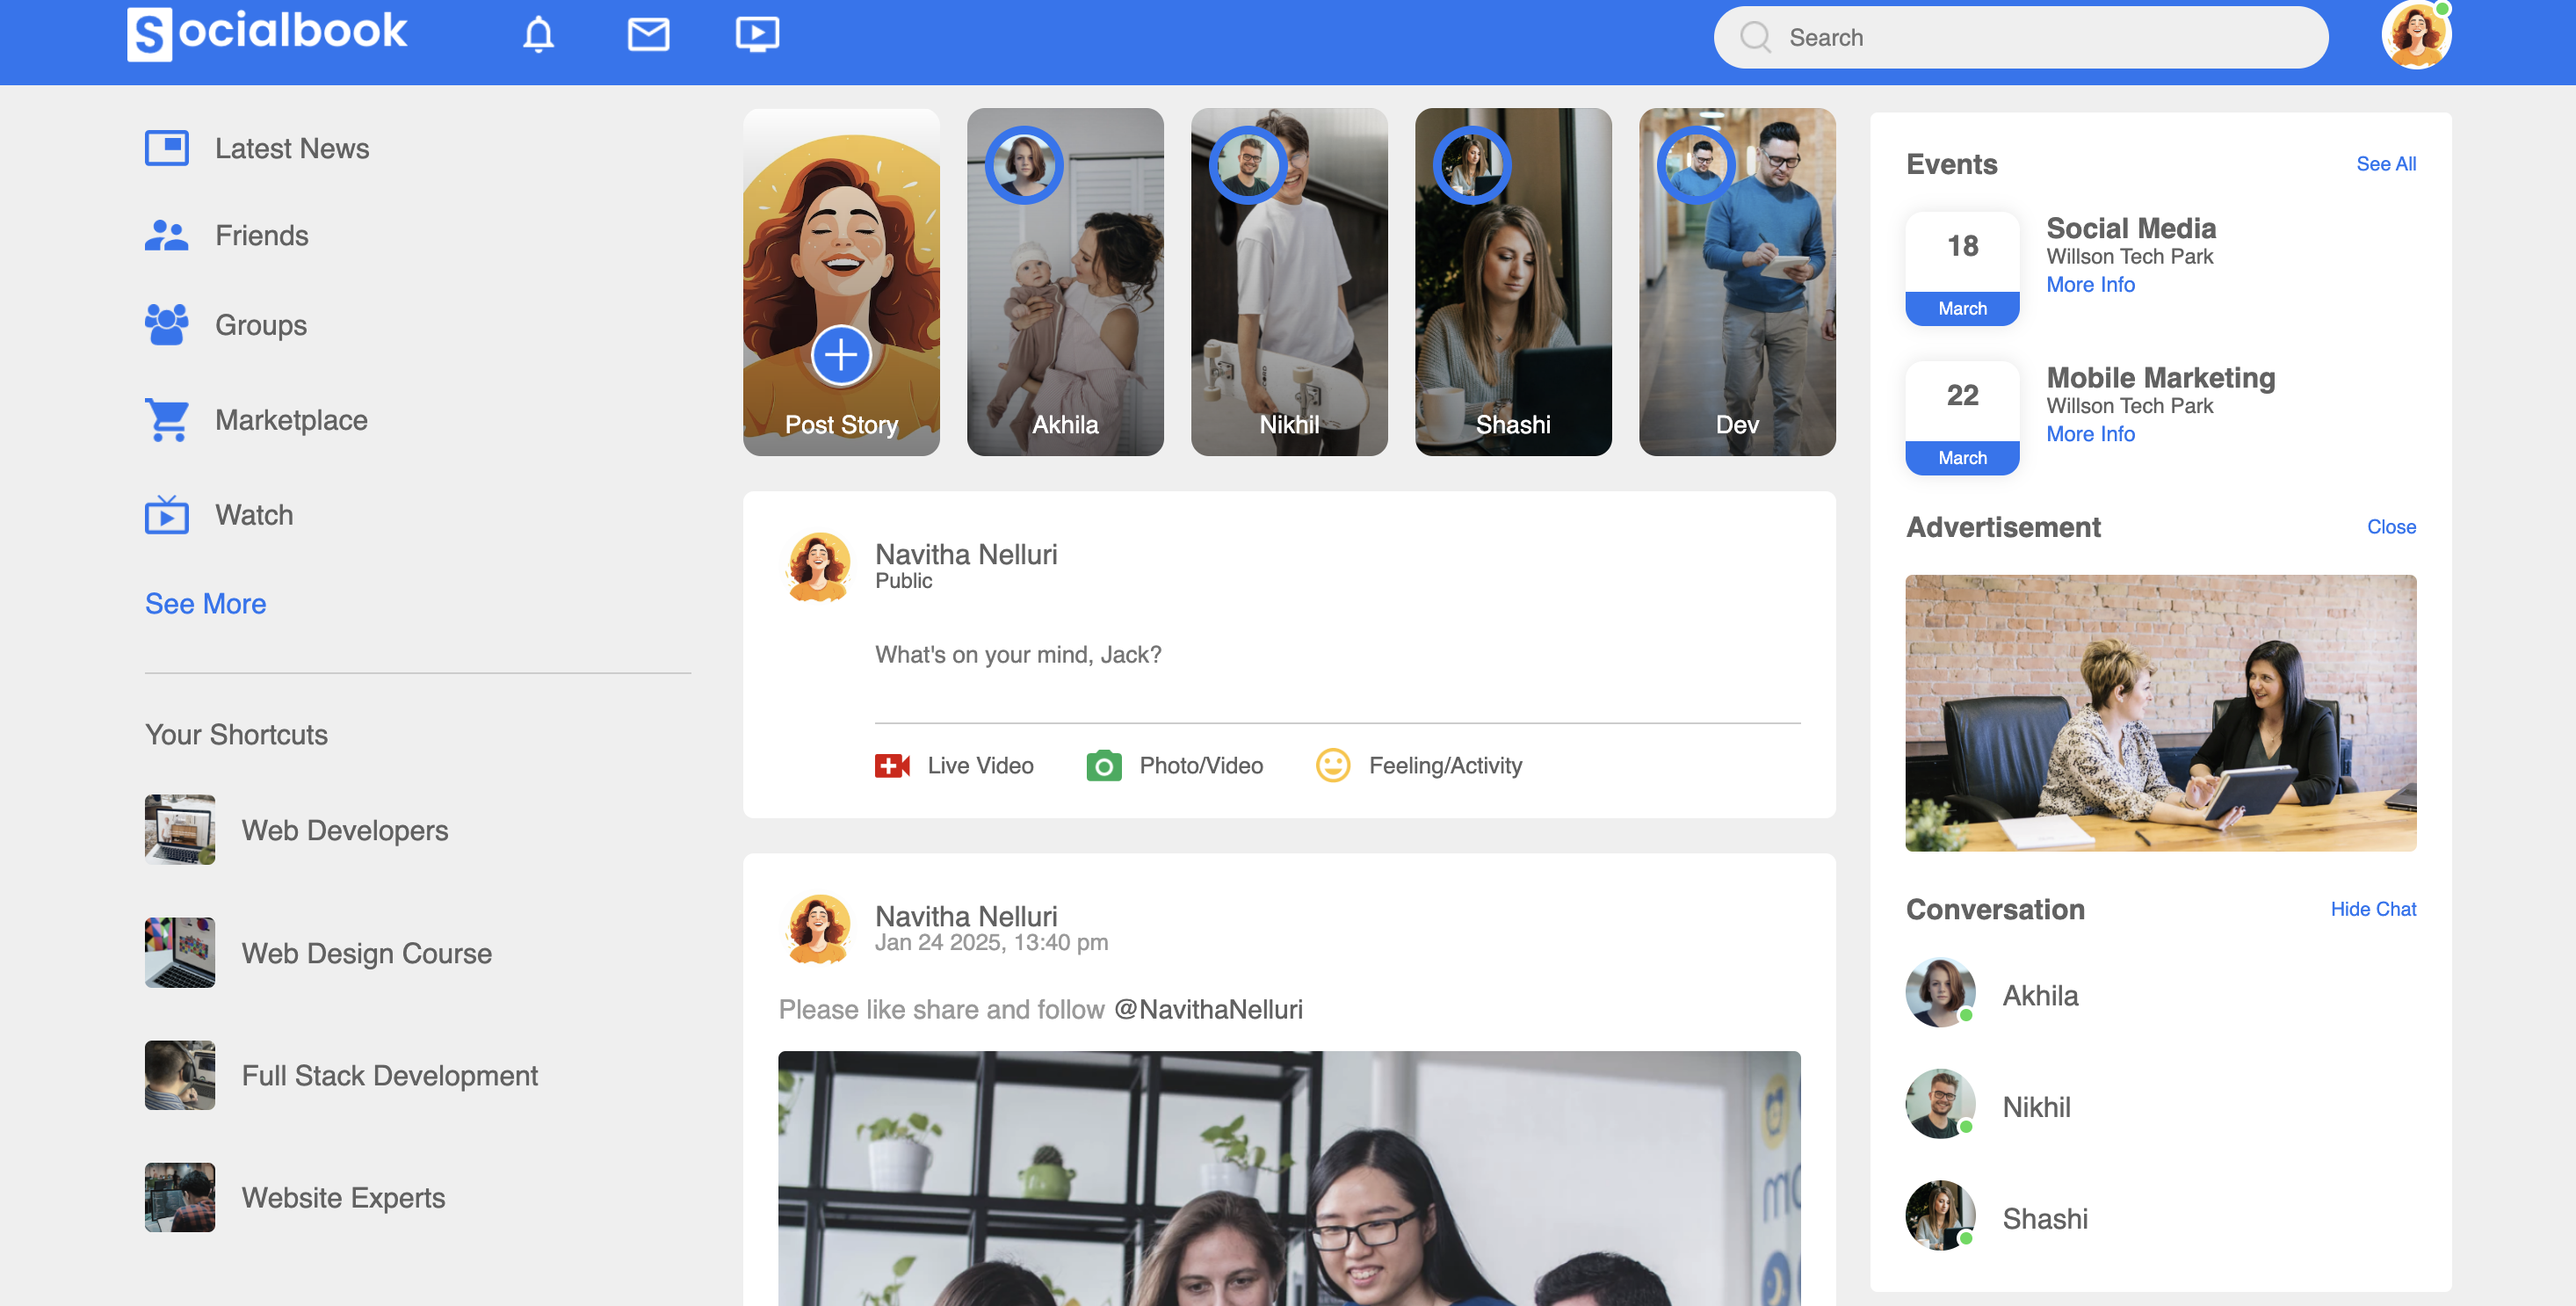 Socialbook
Search
Latest News
Friends
Groups
Marketplace
Watch
See More
Your Shortcuts
Web Developers
Web Design Course
Full Stack Development
Website Experts
Post Story
Akhila
Nikhil
Shashi
Dev
Navitha Nelluri
Public
What's on your mind, Jack?
Live Video
Photo/Video
Feeling/Activity
Navitha Nelluri
Jan 24 2025, 13:40 pm
Please like share and follow @NavithaNelluri
Events
See All
18
March
Social Media
Willson Tech Park
More Info
22
March
Mobile Marketing
Willson Tech Park
More Info
Advertisement
Close
Conversation
Hide Chat
Akhila
Nikhil
Shashi